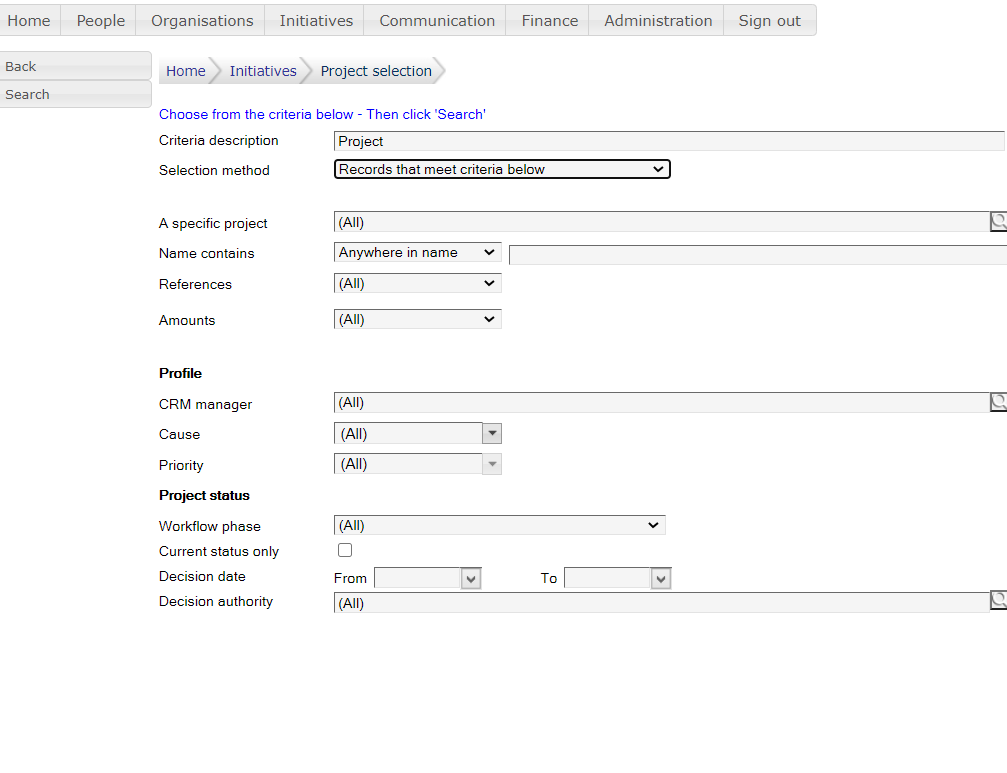 Home People Organisations Initiatives Communication Finance Administration Sign out
Back
Search
Home Initiatives Project selection
Choose from the criteria below - Then click 'Search'
Criteria description Project
Selection method Records that meet criteria below
A specific project (All)
Name contains Anywhere in name
References (All)
Amounts (All)
Profile
CRM manager (All)
Cause (All)
Priority (All)
Project status
Workflow phase (All)
Current status only
Decision date From To
Decision authority (All)